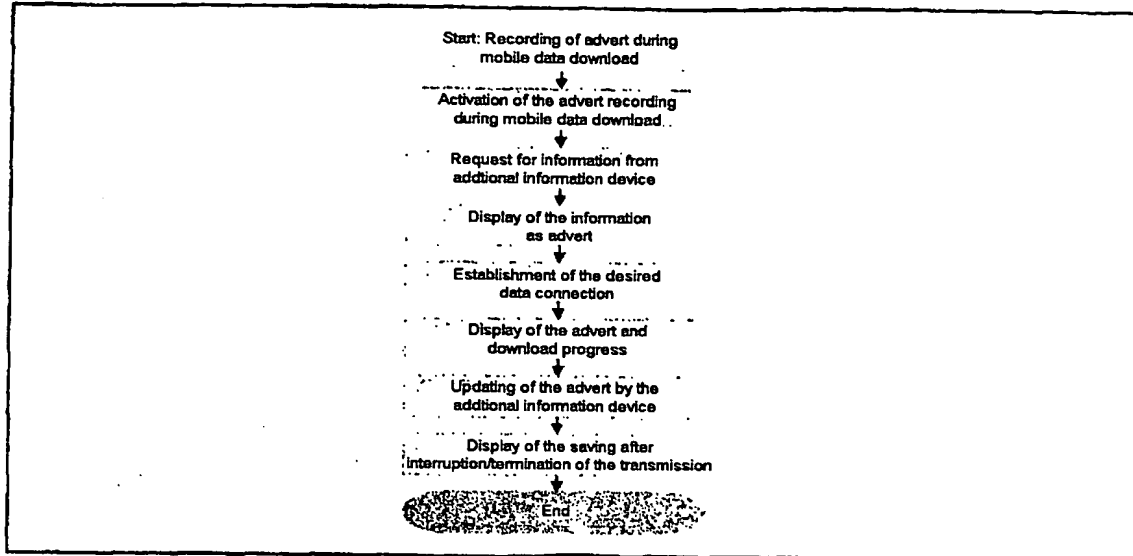 Start: Recording of advert during
mobile data download
Activation of the advert recording
during mobile data download
Request for information from
addtional information device
Display of the information
as advert
Establishment of the desired
data connection
Display of the advert and
download progress
Updating of the advert by the
addtional information device
Display of the saving after
interruption/termination of the transmission
End